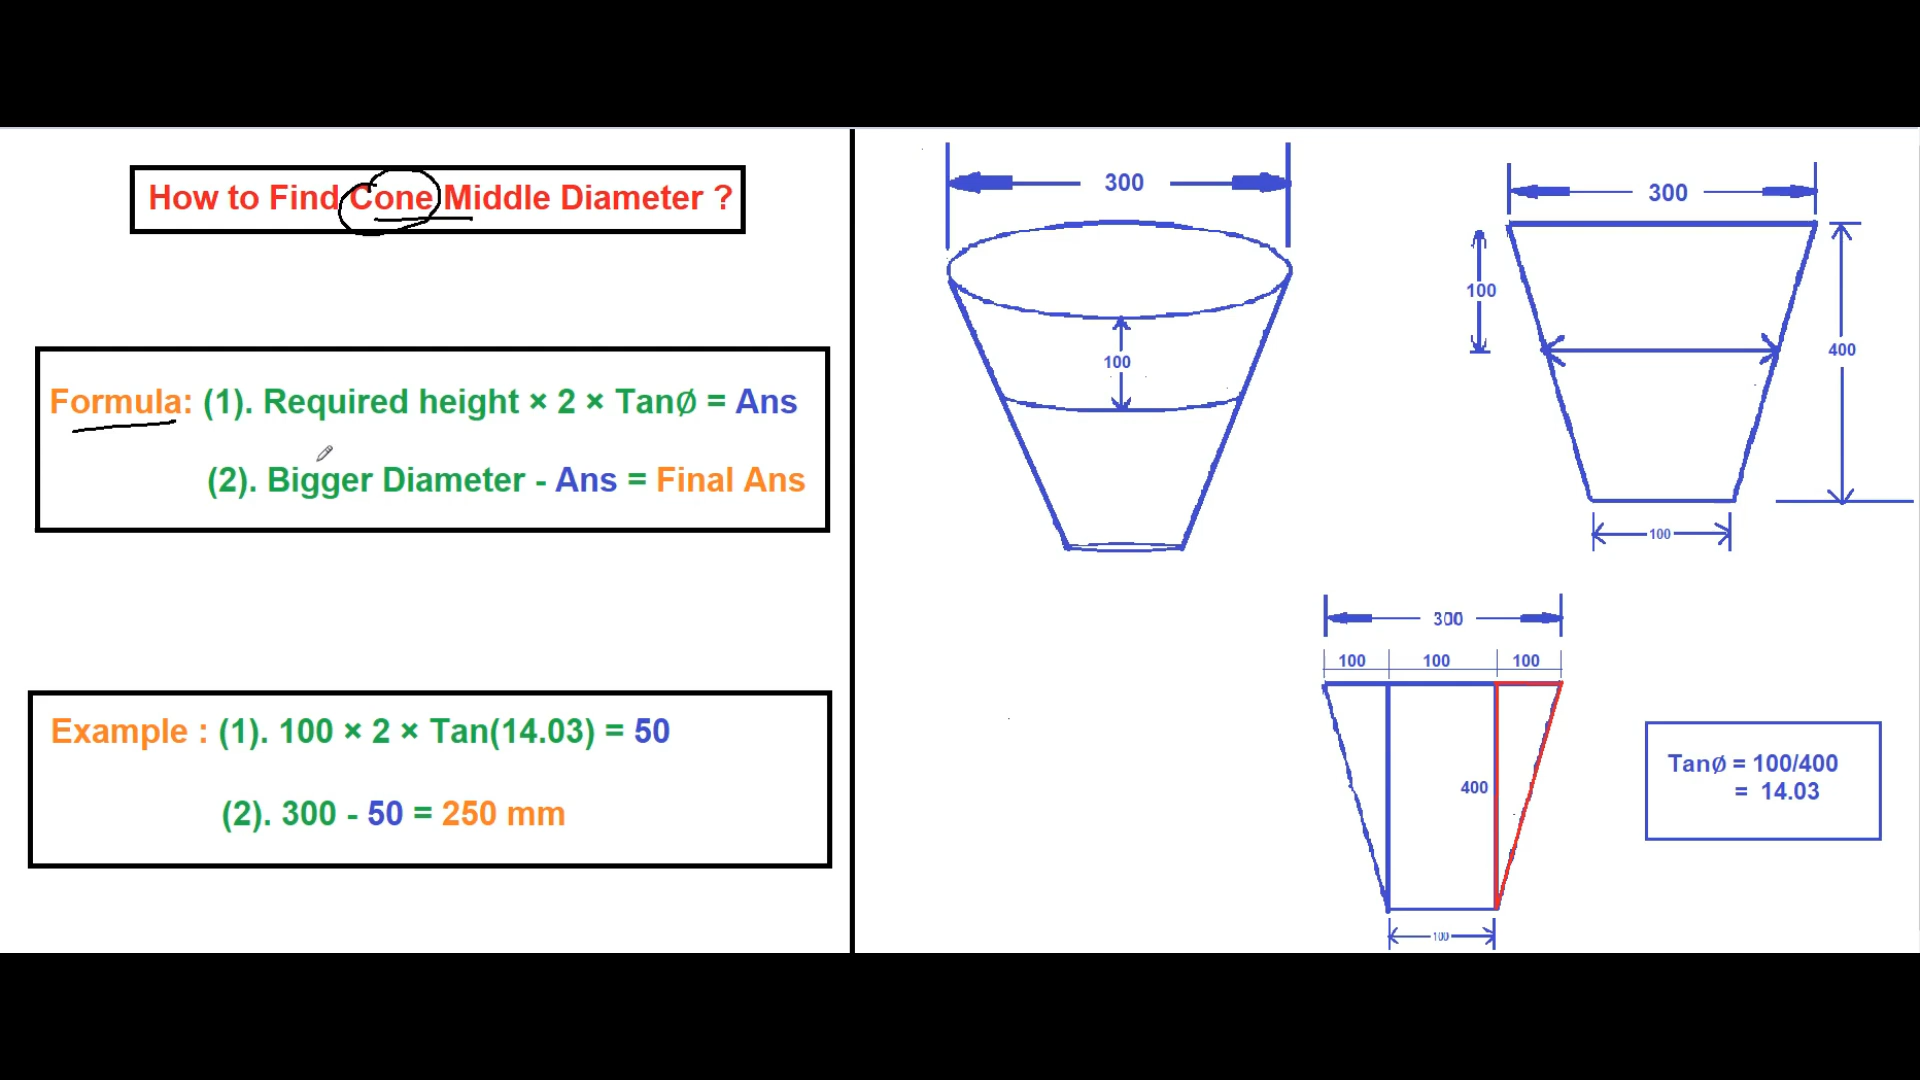 How to Find Cone Middle Diameter ?
Formula: (1). Required height × 2 × TanØ = Ans
(2). Bigger Diameter - Ans = Final Ans
Example : (1). 100 × 2 × Tan(14.03) = 50
(2). 300 - 50 = 250 mm
300
100
300
100
400
100
300
100 100 100
400
100
TanØ = 100/400
= 14.03